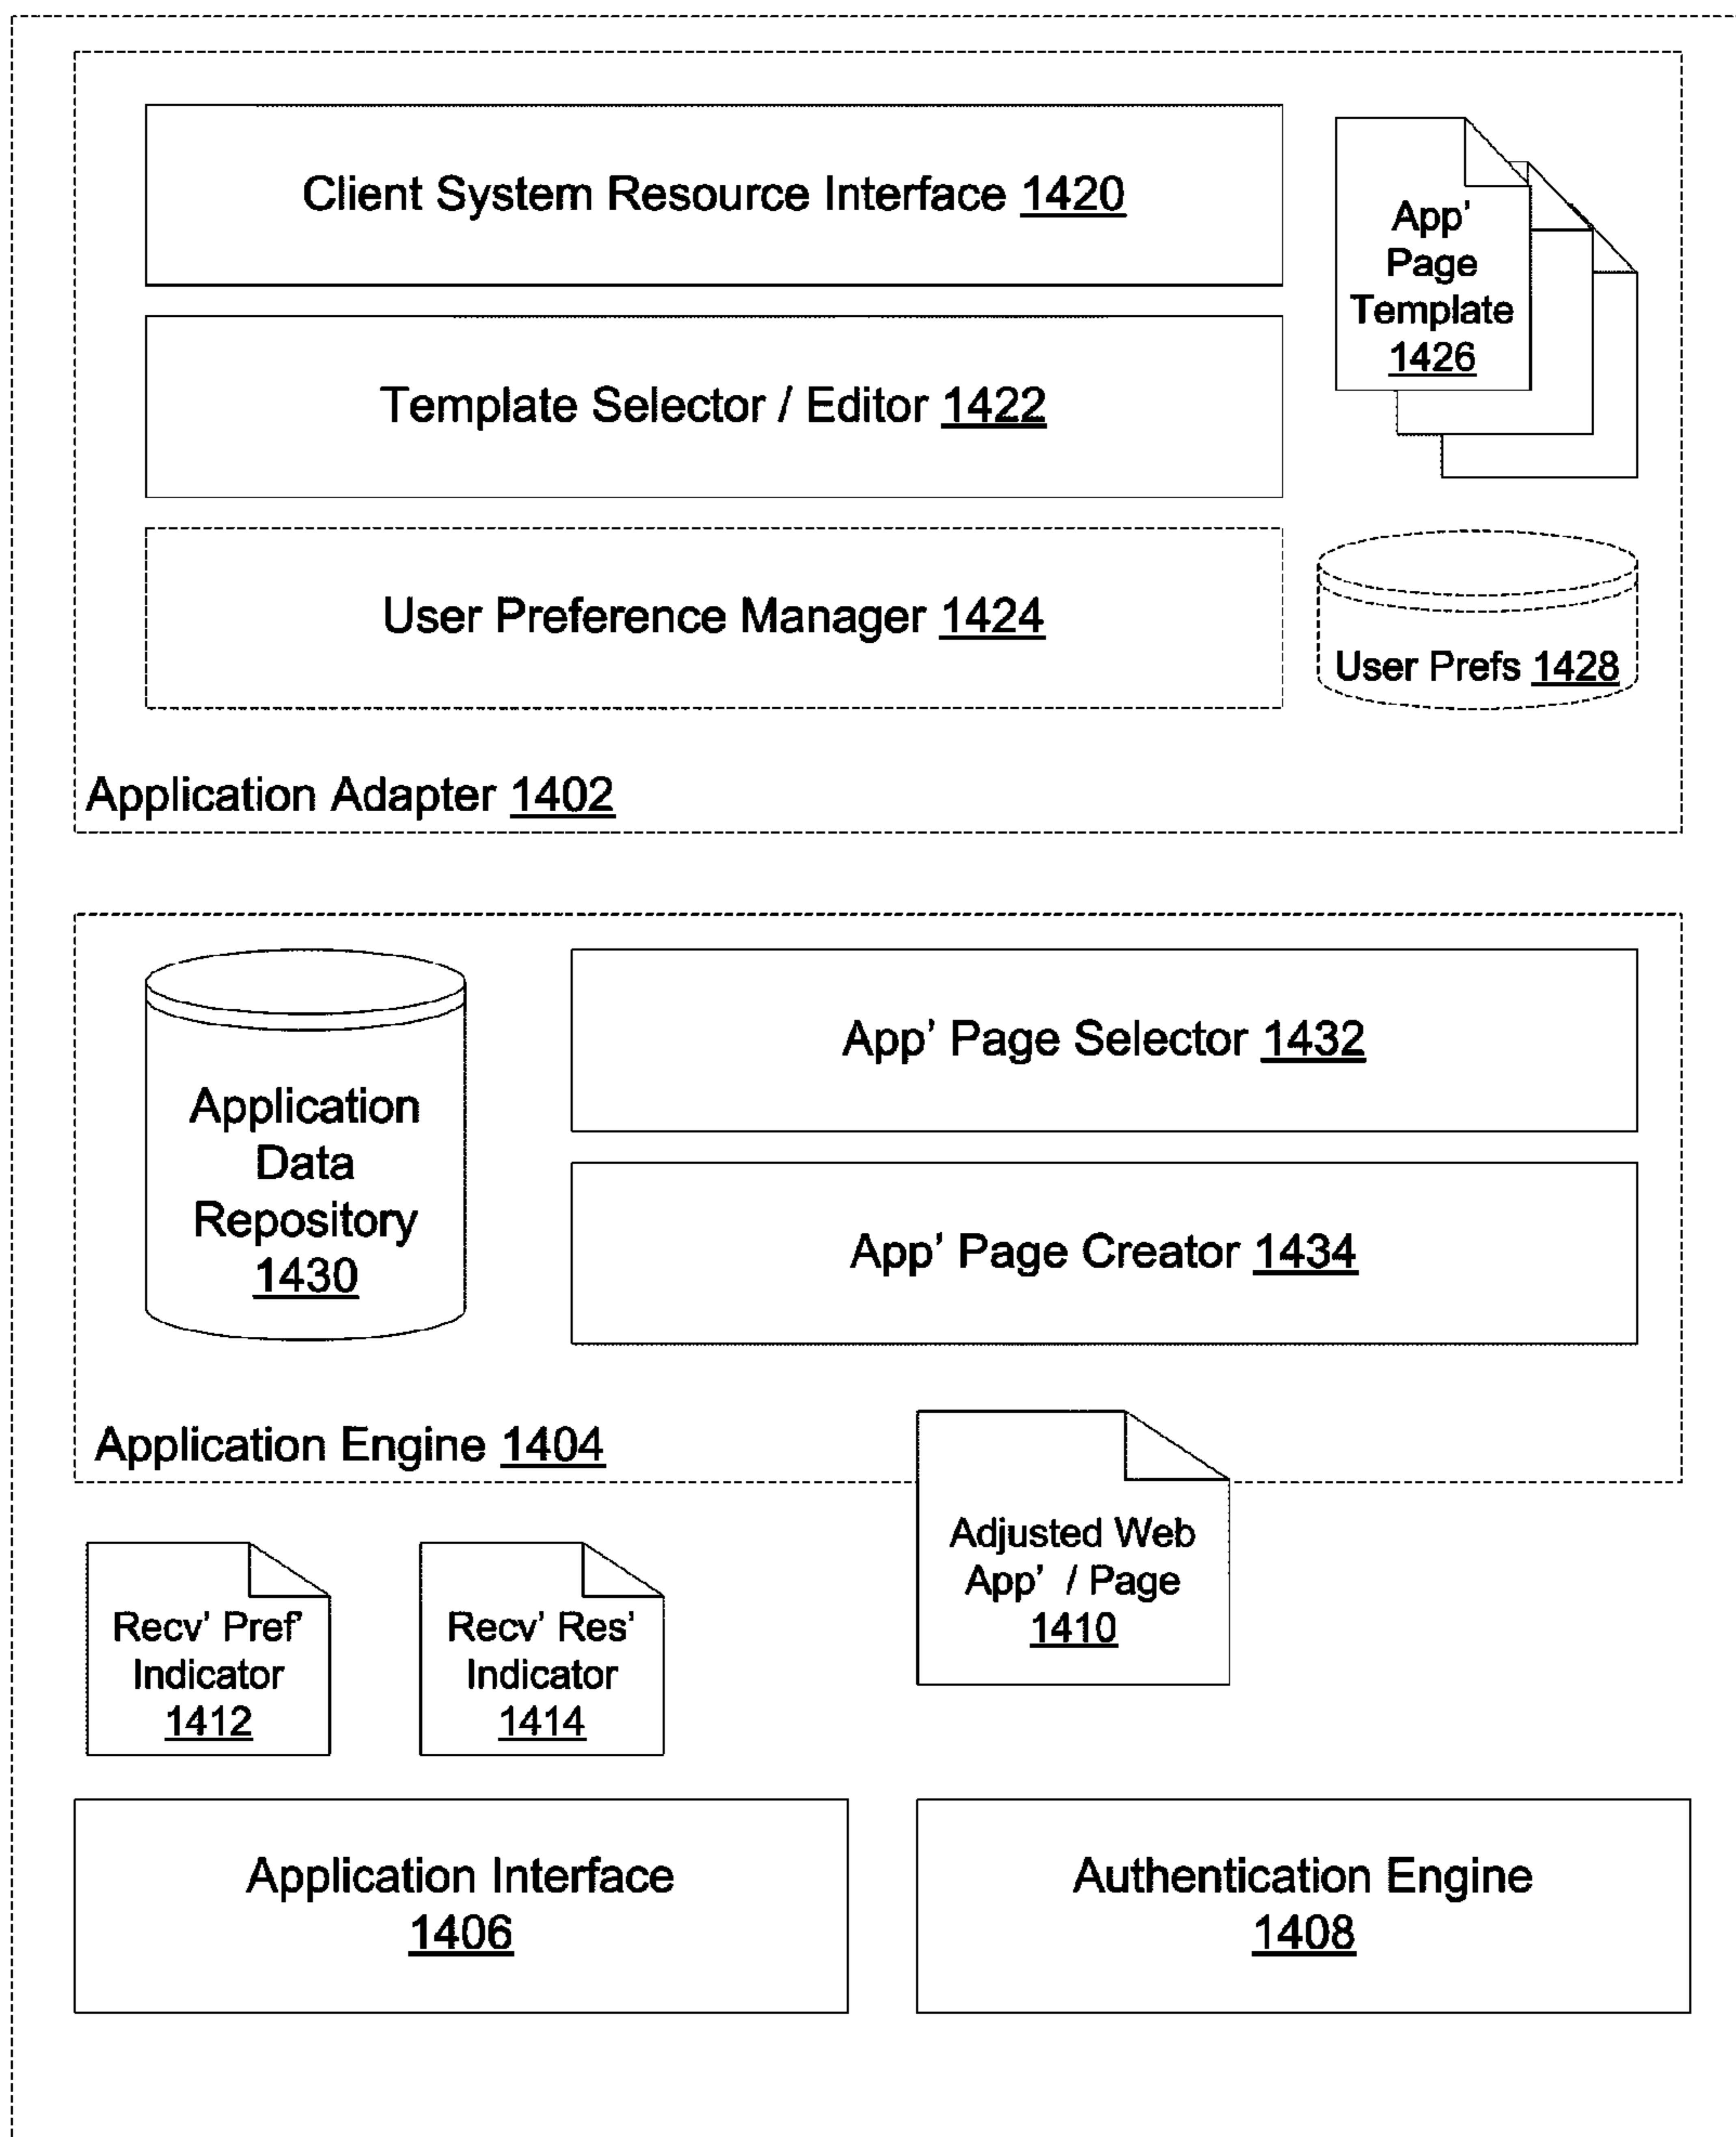 Client System Resource Interface 1420
App'
Page
Template
1426
Template Selector / Editor 1422
User Preference Manager 1424
User Prefs 1428
Application Adapter 1402
Application
Data
Repository
1430
App' Page Selector 1432
App' Page Creator 1434
Application Engine 1404
Adjusted Web
App' / Page
1410
Recv' Pref'
Indicator
1412
Recv' Res'
Indicator
1414
Application Interface
1406
Authentication Engine
1408